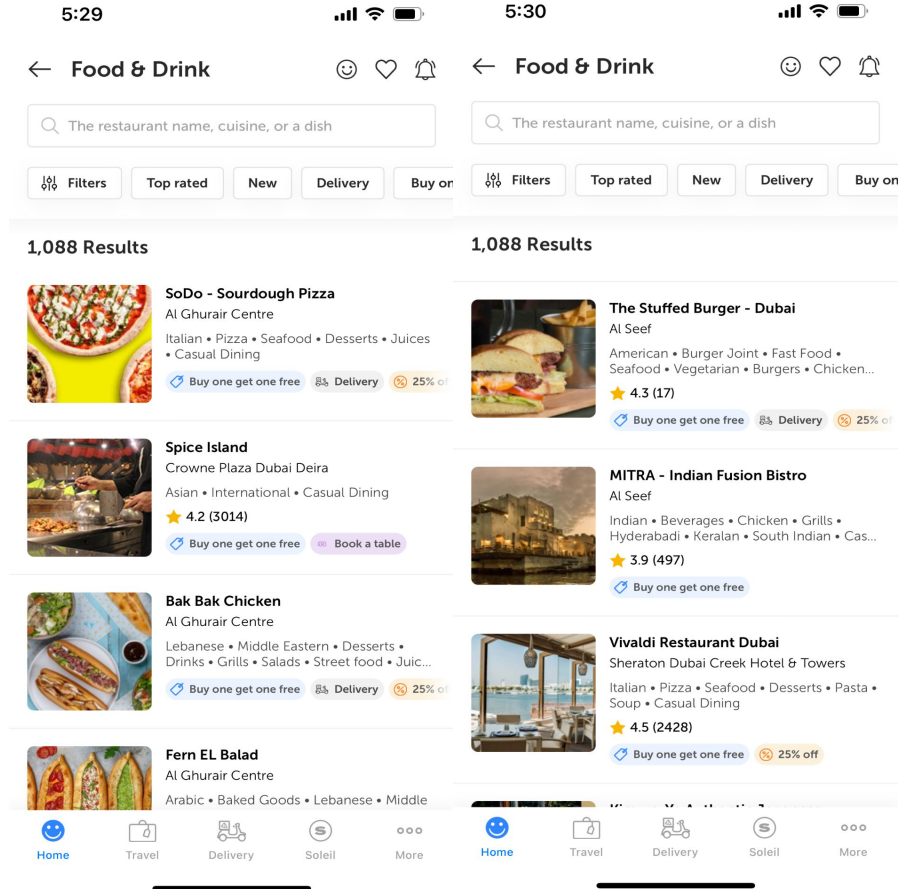 5:29
Food & Drink
The restaurant name, cuisine, or a dish
Filters
Top rated
New
Delivery
Buy on
1,088 Results
SoDo - Sourdough Pizza
Al Ghurair Centre
Italian • Pizza • Seafood • Desserts • Juices
• Casual Dining
Buy one get one free
Delivery
25% of
Spice Island
Crowne Plaza Dubai Deira
Asian • International • Casual Dining
4.2 (3014)
Buy one get one free
Book a table
Bak Bak Chicken
Al Ghurair Centre
Lebanese • Middle Eastern • Desserts •
Drinks • Grills • Salads • Street food • Juic...
Buy one get one free
Delivery
25% of
Fern EL Balad
Al Ghurair Centre
Arabic • Baked Goods • Lebanese • Middle
Home
Travel
Delivery
Soleil
More
5:30
Food & Drink
The restaurant name, cuisine, or a dish
Filters
Top rated
New
Delivery
Buy on
1,088 Results
The Stuffed Burger - Dubai
Al Seef
American • Burger Joint • Fast Food •
Seafood • Vegetarian • Burgers • Chicken...
4.3 (17)
Buy one get one free
Delivery
25% of
MITRA - Indian Fusion Bistro
Al Seef
Indian • Beverages • Chicken • Grills •
Hyderabadi • Keralan • South Indian • Cas...
3.9 (497)
Buy one get one free
Vivaldi Restaurant Dubai
Sheraton Dubai Creek Hotel & Towers
Italian • Pizza • Seafood • Desserts • Pasta •
Soup • Casual Dining
4.5 (2428)
Buy one get one free
25% off
Home
Travel
Delivery
Soleil
More